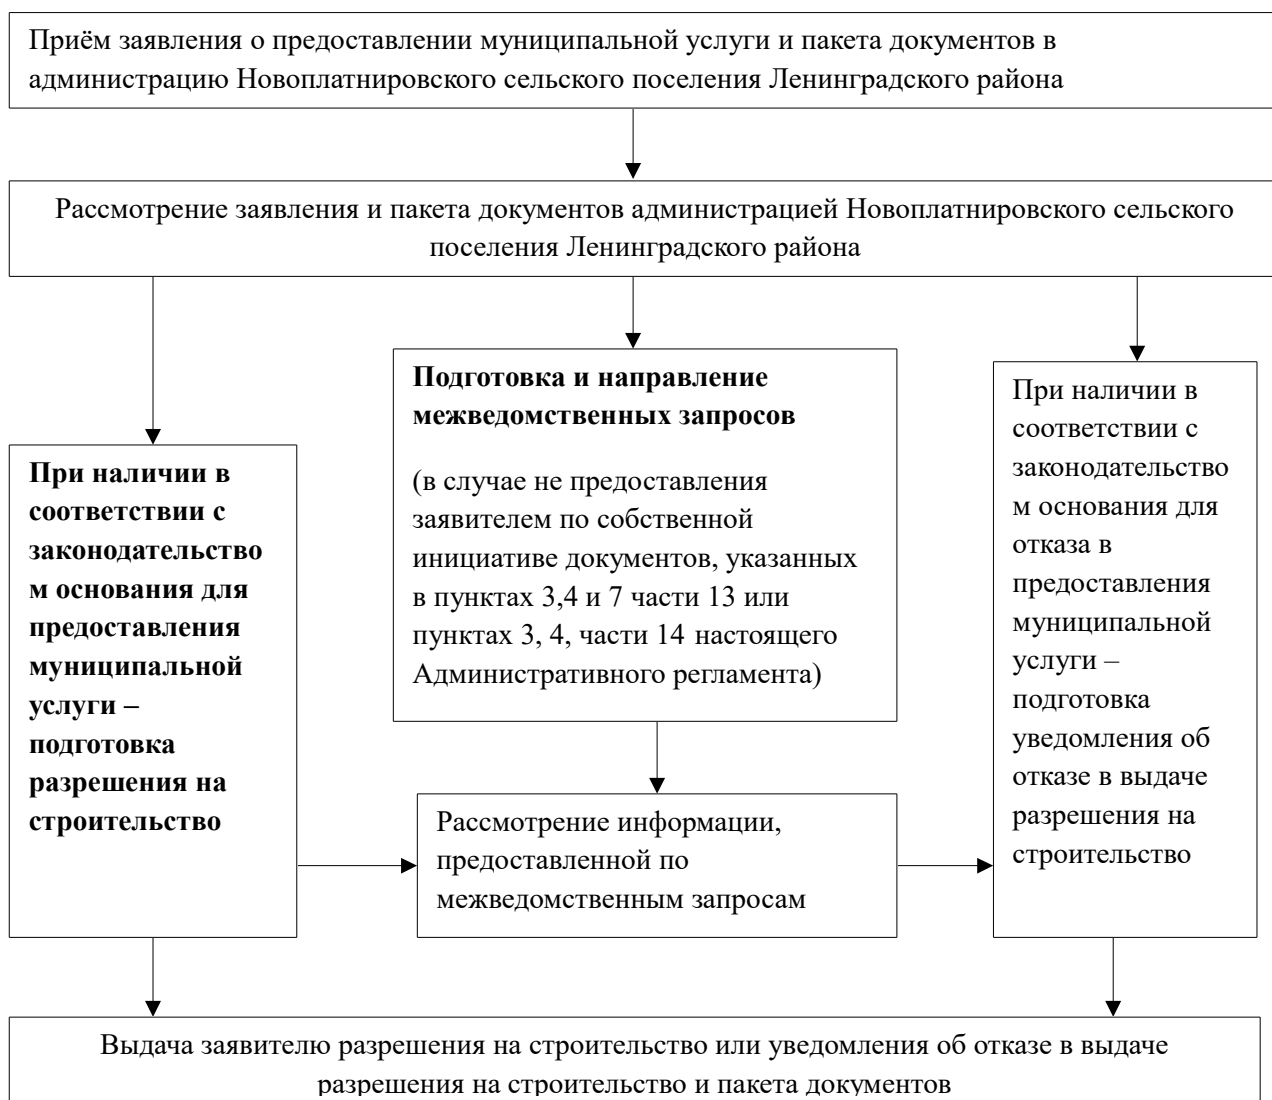 Приём заявления о предоставлении муниципальной услуги и пакета документов в
администрацию Новоплатнировского сельского поселения Ленинградского района
Рассмотрение заявления и пакета документов администрацией Новоплатнировского сельского
поселения Ленинградского района
При наличии в
соответствии с
законодательство
м основания для
предоставления
муниципальной
услуги –
подготовка
разрешения на
строительство
Подготовка и направление
межведомственных запросов
(в случае не предоставления
заявителем по собственной
инициативе документов, указанных
в пунктах 3,4 и 7 части 13 или
пунктах 3, 4, части 14 настоящего
Административного регламента)
Рассмотрение информации,
предоставленной по
межведомственным запросам
При наличии в
соответствии с
законодательство
м основания для
отказа в
предоставления
муниципальной
услуги –
подготовка
уведомления об
отказе в выдаче
разрешения на
строительство
Выдача заявителю разрешения на строительство или уведомления об отказе в выдаче
разрешения на строительство и пакета документов